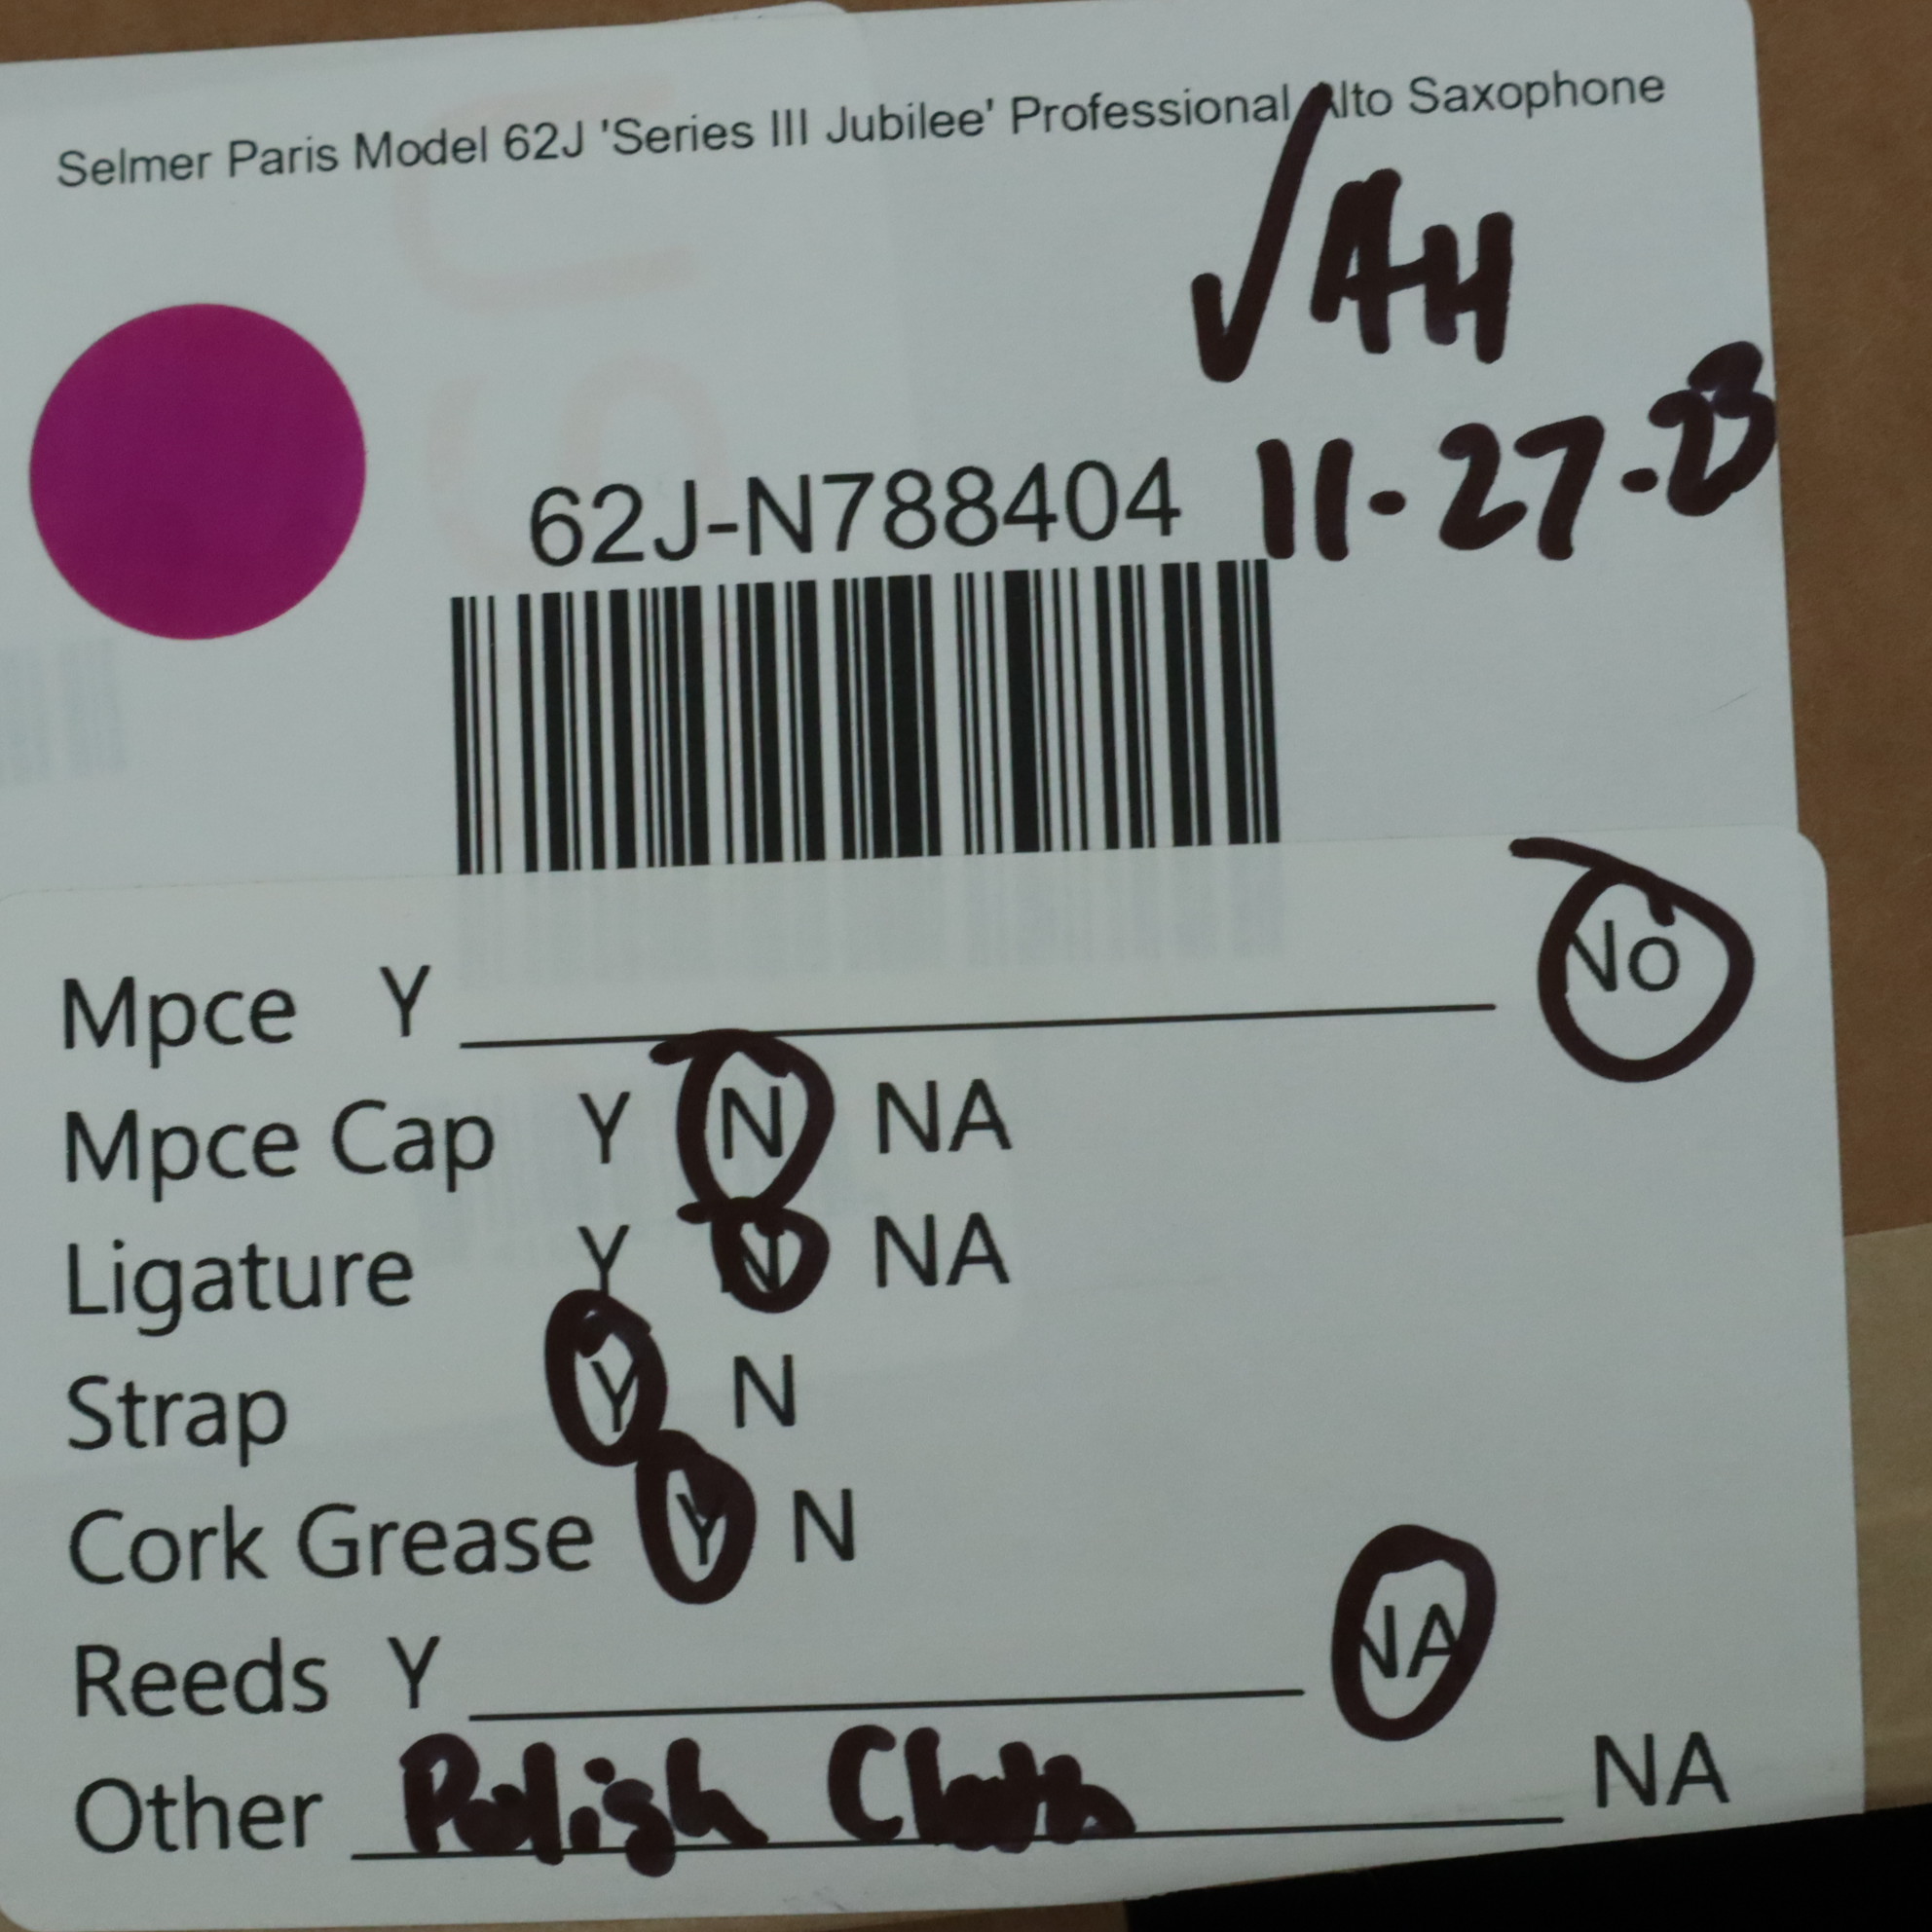 Selmer Paris Model 62J 'Series III Jubilee' Professional Alto Saxophone
√AH
62J-N788404 11-27-23
Mpce Y No
Mpce Cap Y N NA
Ligature Y N NA
Strap Y N
Cork Grease Y N
Reeds Y NA
Other Polish Cloth NA